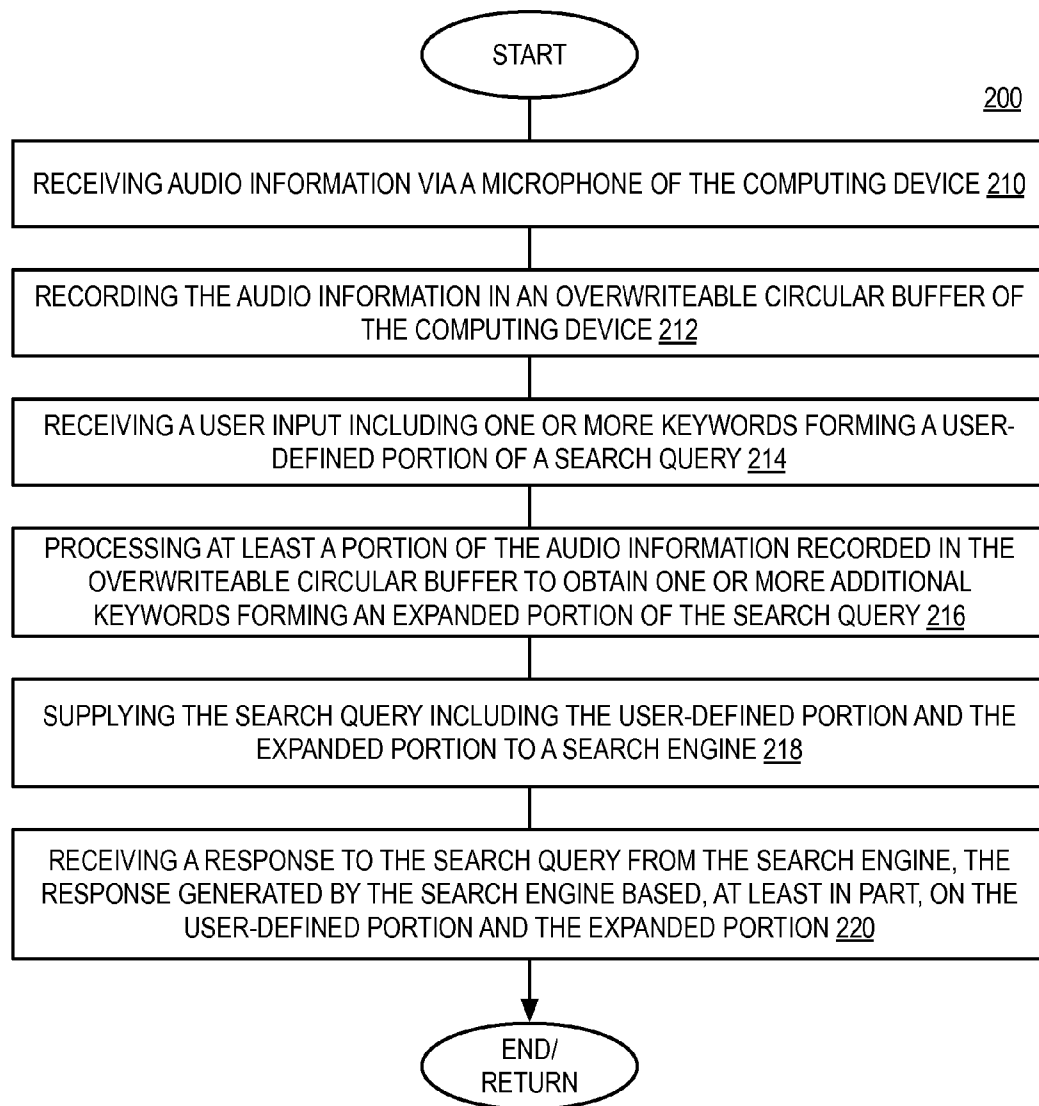 START
200
RECEIVING AUDIO INFORMATION VIA A MICROPHONE OF THE COMPUTING DEVICE 210
RECORDING THE AUDIO INFORMATION IN AN OVERWRITEABLE CIRCULAR BUFFER OF
THE COMPUTING DEVICE 212
RECEIVING A USER INPUT INCLUDING ONE OR MORE KEYWORDS FORMING A USER-
DEFINED PORTION OF A SEARCH QUERY 214
PROCESSING AT LEAST A PORTION OF THE AUDIO INFORMATION RECORDED IN THE
OVERWRITEABLE CIRCULAR BUFFER TO OBTAIN ONE OR MORE ADDITIONAL
KEYWORDS FORMING AN EXPANDED PORTION OF THE SEARCH QUERY 216
SUPPLYING THE SEARCH QUERY INCLUDING THE USER-DEFINED PORTION AND THE
EXPANDED PORTION TO A SEARCH ENGINE 218
RECEIVING A RESPONSE TO THE SEARCH QUERY FROM THE SEARCH ENGINE, THE
RESPONSE GENERATED BY THE SEARCH ENGINE BASED, AT LEAST IN PART, ON THE
USER-DEFINED PORTION AND THE EXPANDED PORTION 220
END/
RETURN